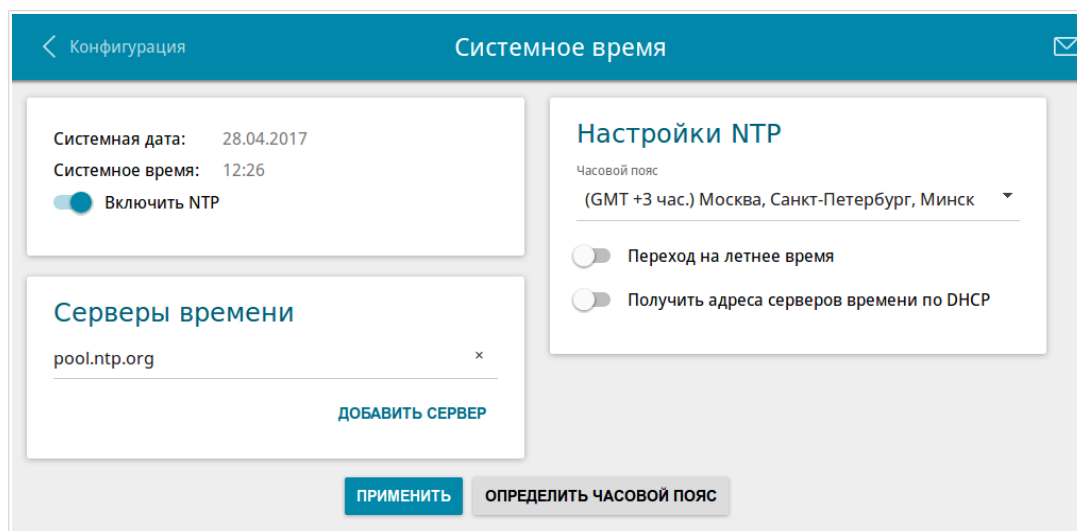 Конфигурация
Системное время
Системная дата: 28.04.2017
Системное время: 12:26
Включить NTP
Серверы времени
pool.ntp.org ×
ДОБАВИТЬ СЕРВЕР
Настройки NTP
Часовой пояс
(GMT +3 час.) Москва, Санкт-Петербург, Минск
Переход на летнее время
Получить адреса серверов времени по DHCP
ПРИМЕНИТЬ
ОПРЕДЕЛИТЬ ЧАСОВОЙ ПОЯС